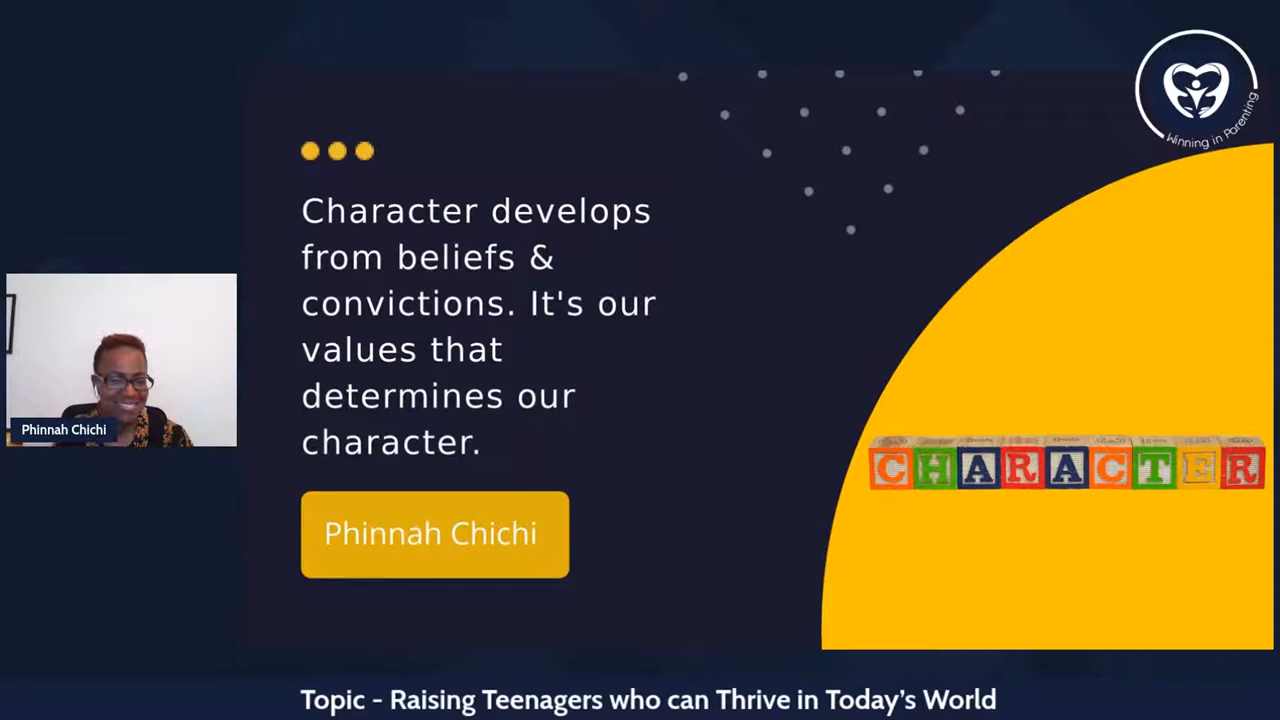 Winning in Parenting
Character develops
from beliefs &
convictions. It's our
values that
determines our
character.
Phinnah Chichi
CHARACTER
Phinnah Chichi
Topic - Raising Teenagers who can Thrive in Today’s World